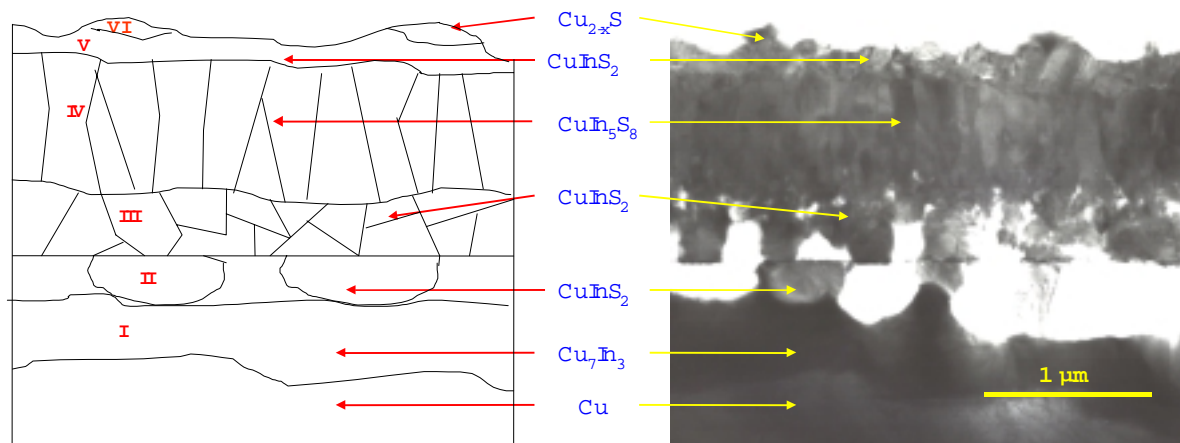 VI
V
IV
III
II
I
Cu₂₋ₓS
CuInS₂
CuIn₅S₈
CuInS₂
CuInS₂
Cu₇In₃
Cu
1 µm